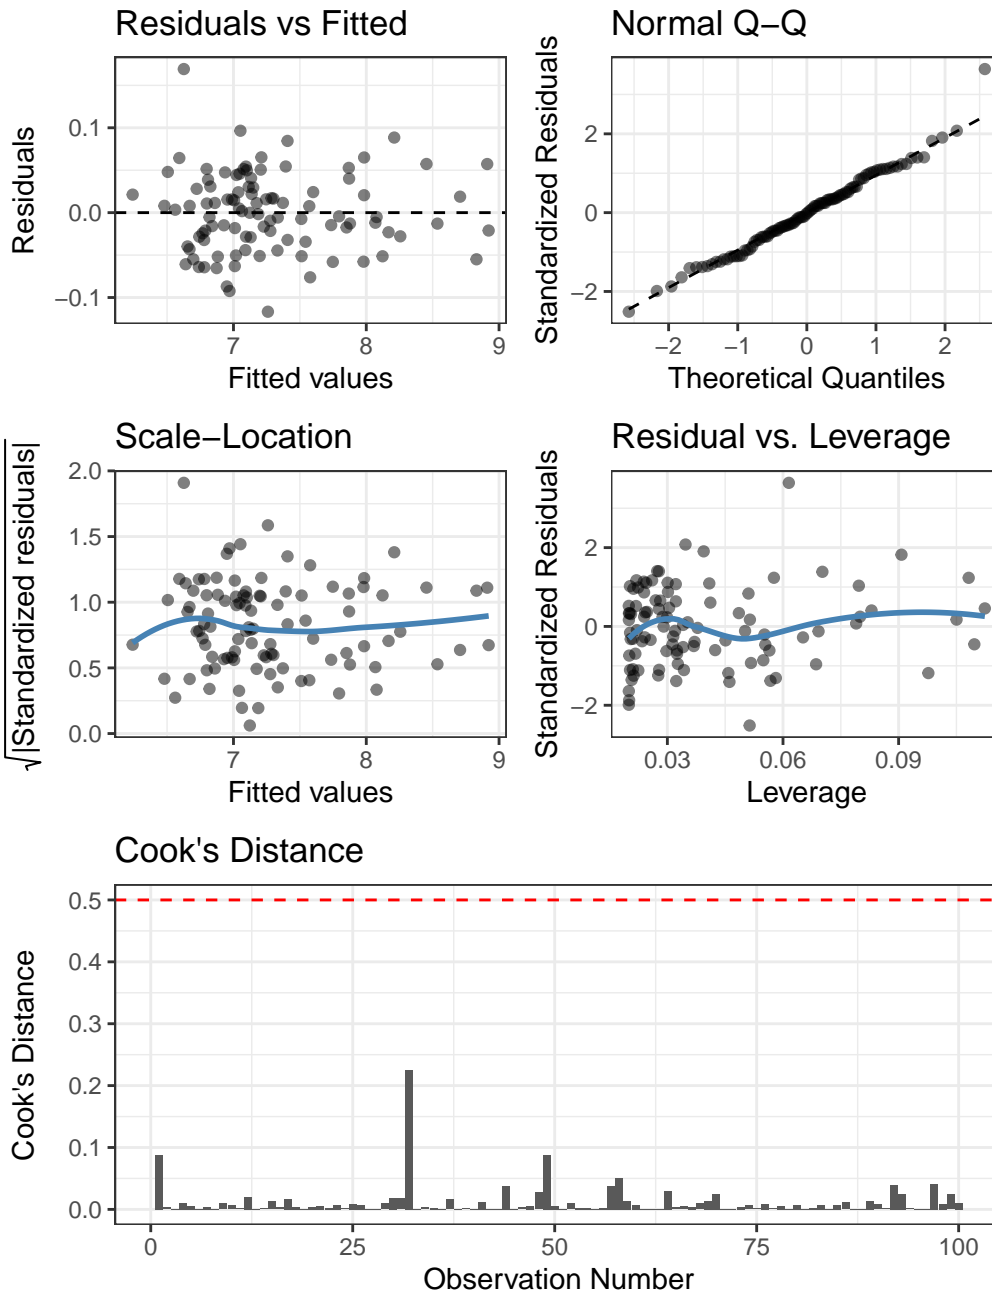 Residuals vs Fitted
Residuals
0.1
0.0
−0.1
7 8 9
Fitted values
Normal Q−Q
Standardized Residuals
2
0
−2
−2 −1 0 1 2
Theoretical Quantiles
Scale−Location
√|Standardized residuals|
2.0
1.5
1.0
0.5
0.0
7 8 9
Fitted values
Residual vs. Leverage
Standardized Residuals
2
0
−2
0.03 0.06 0.09
Leverage
Cook's Distance
Cook's Distance
0.5
0.4
0.3
0.2
0.1
0.0
0 25 50 75 100
Observation Number